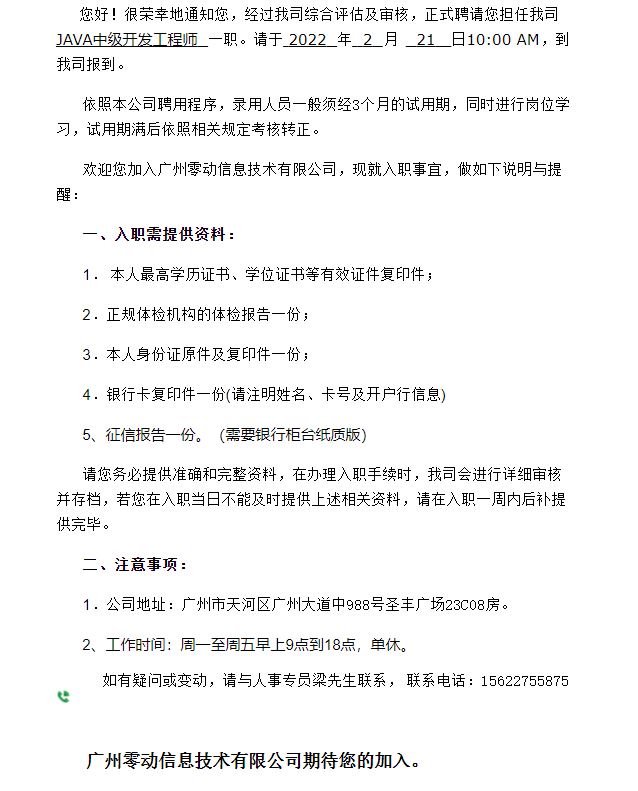 您好！很荣幸地通知您，经过我司综合评估及审核，正式聘请您担任我司
JAVA中级开发工程师 一职。请于 2022 年 2 月 21 日10:00 AM，到
我司报到。
依照本公司聘用程序，录用人员一般须经3个月的试用期，同时进行岗位学
习，试用期满后依照相关规定考核转正。
欢迎您加入广州零动信息技术有限公司，现就入职事宜，做如下说明与提
醒：
一、入职需提供资料：
1． 本人最高学历证书、学位证书等有效证件复印件；
2．正规体检机构的体检报告一份；
3．本人身份证原件及复印件一份；
4．银行卡复印件一份(请注明姓名、卡号及开户行信息)
5、征信报告一份。（需要银行柜台纸质版）
请您务必提供准确和完整资料，在办理入职手续时，我司会进行详细审核
并存档，若您在入职当日不能及时提供上述相关资料，请在入职一周内后补提
供完毕。
二、注意事项：
1．公司地址：广州市天河区广州大道中988号圣丰广场23C08房。
2、工作时间：周一至周五早上9点到18点，单休。
如有疑问或变动，请与人事专员梁先生联系， 联系电话：15622755875
广州零动信息技术有限公司期待您的加入。